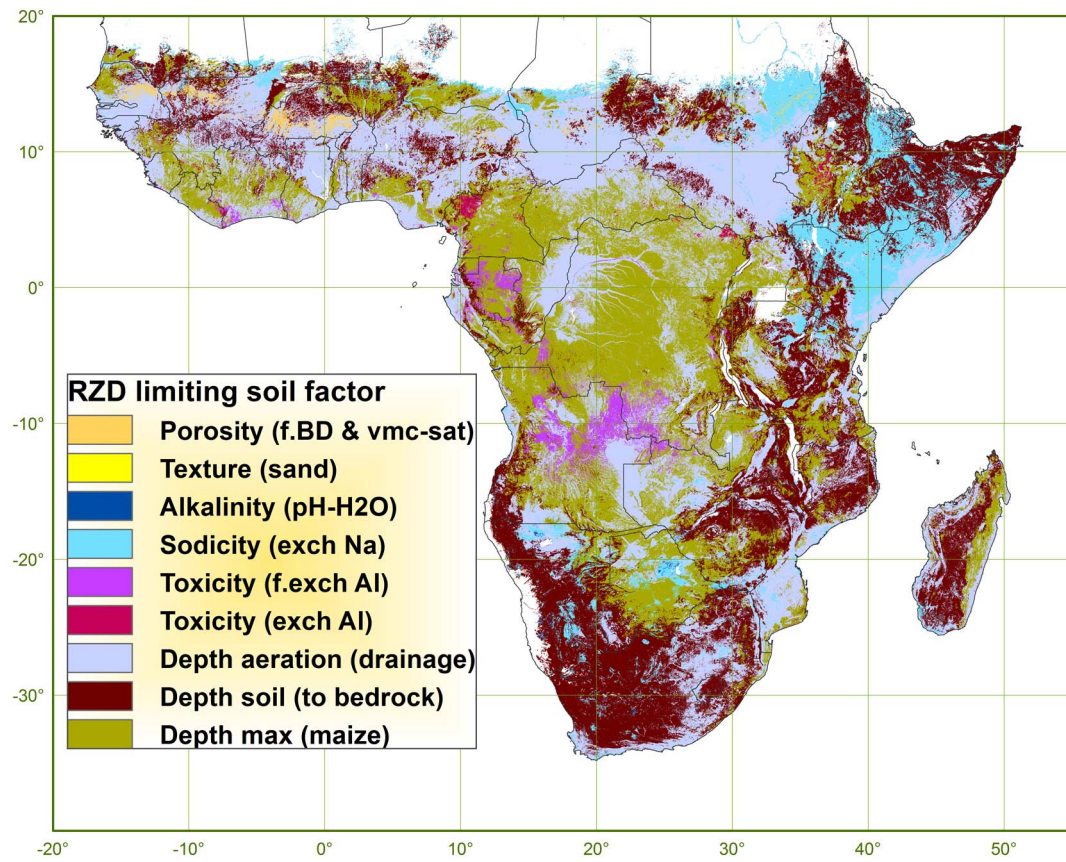 20°
10°
0°
-10°
-20°
-30°
RZD limiting soil factor
Porosity (f.BD & vmc-sat)
Texture (sand)
Alkalinity (pH-H2O)
Sodicity (exch Na)
Toxicity (f.exch Al)
Toxicity (exch Al)
Depth aeration (drainage)
Depth soil (to bedrock)
Depth max (maize)
-20° -10° 0° 10° 20° 30° 40° 50°